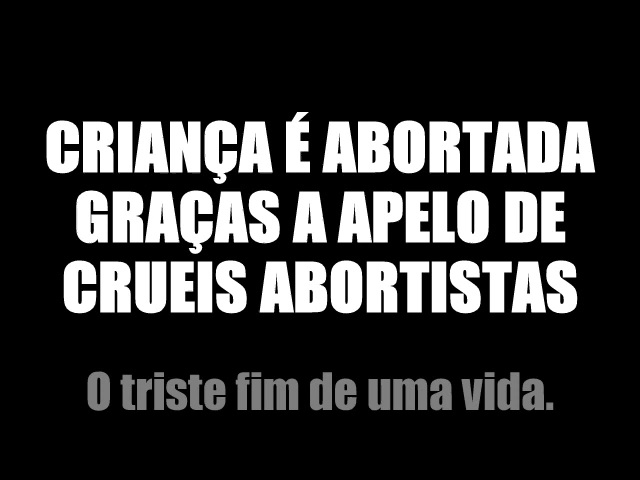 CRIANÇA É ABORTADA
GRAÇAS A APELO DE
CRUEIS ABORTISTAS
O triste fim de uma vida.